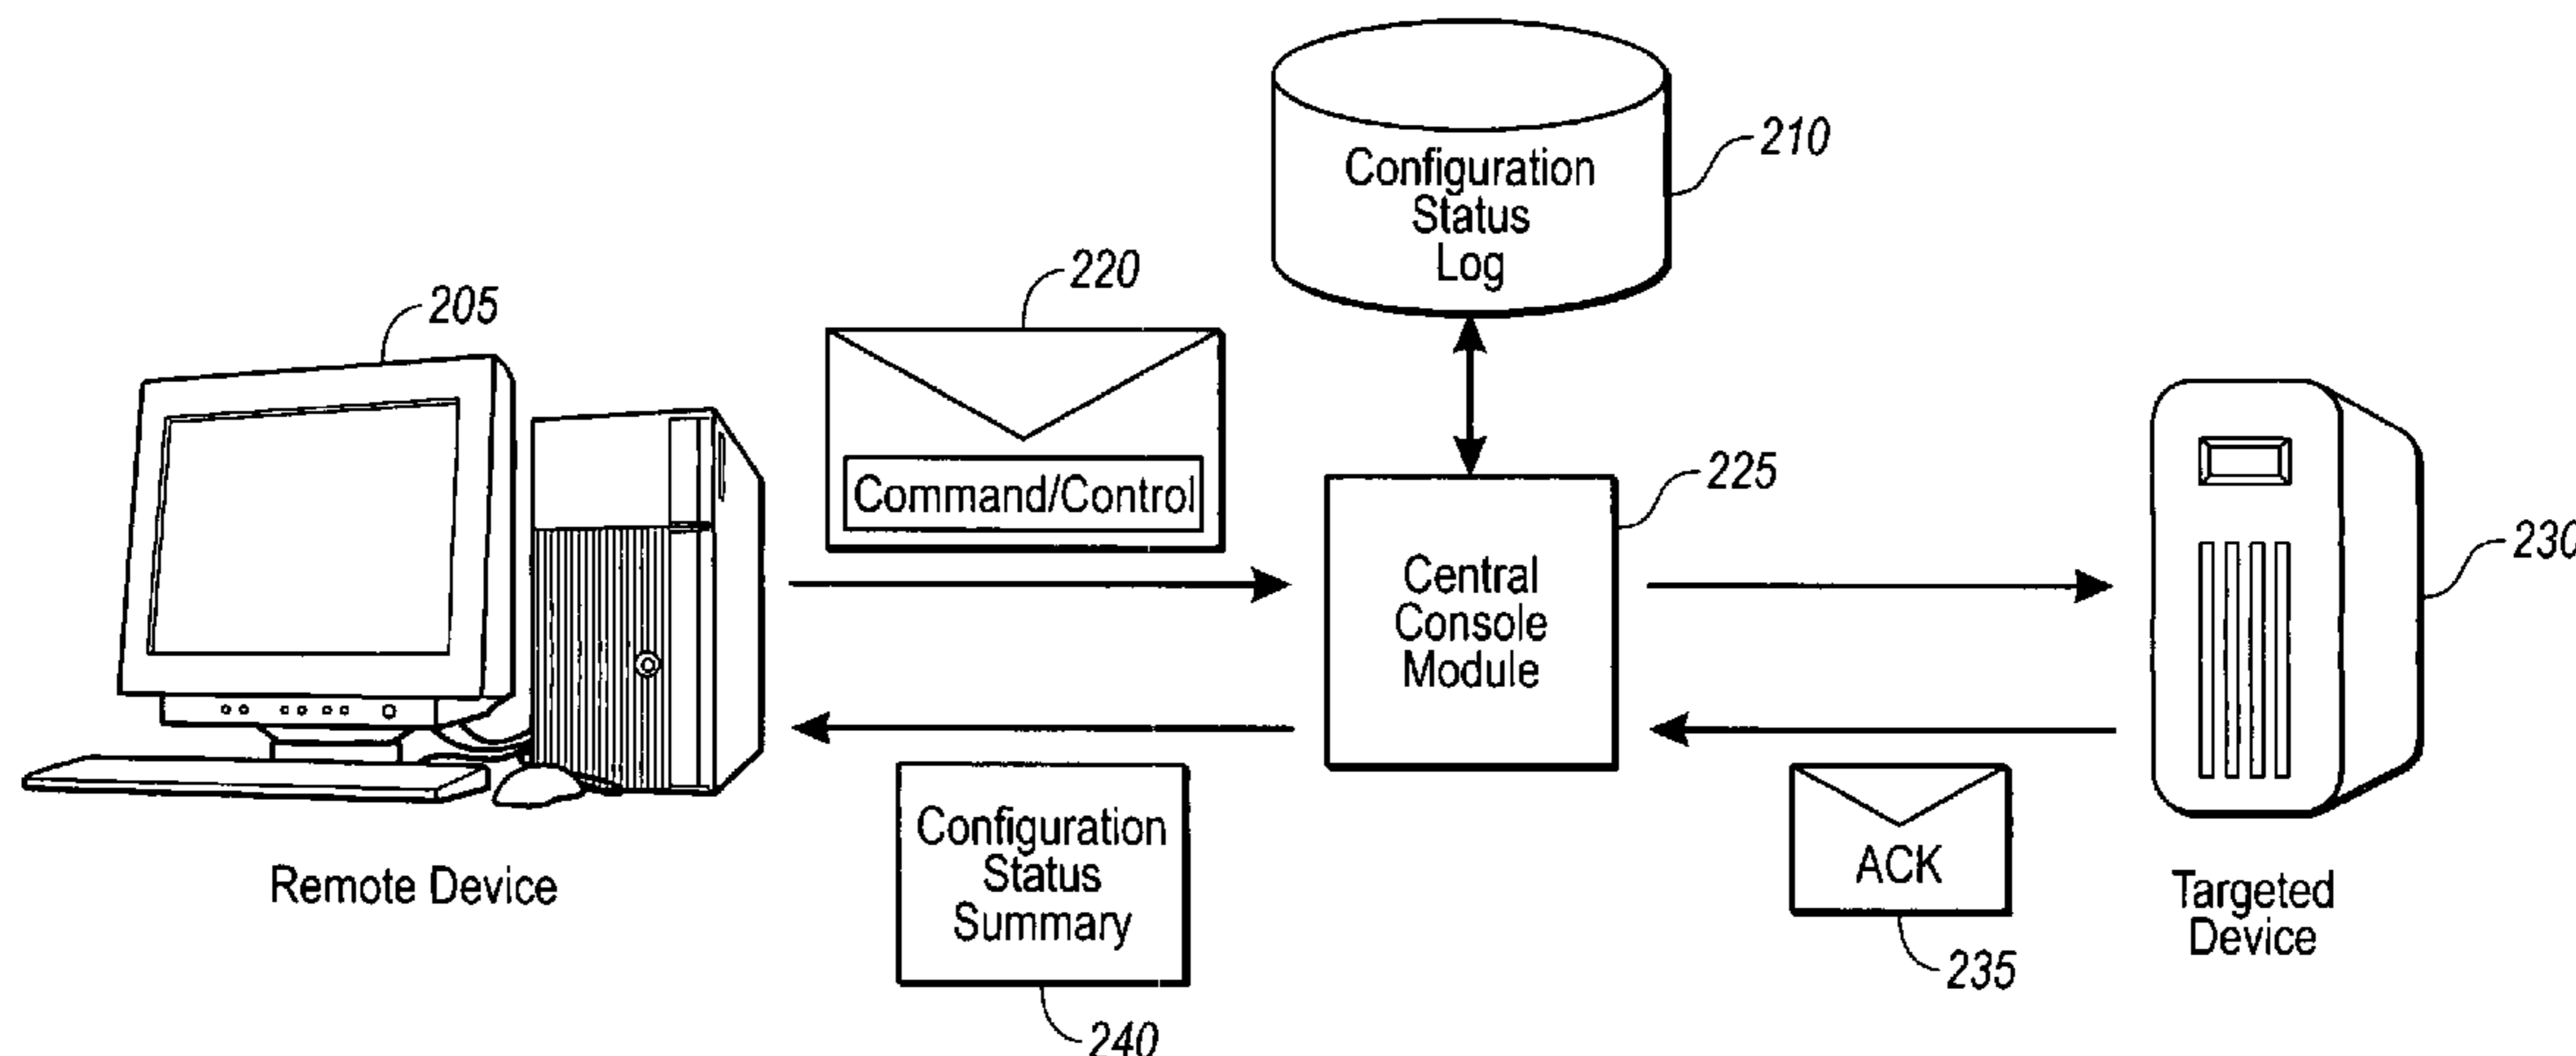 210
Configuration
Status
Log
220
205
Command/Control
225
Central
Console
Module
230
Configuration
Status
Summary
ACK
Remote Device
Targeted
Device
235
240